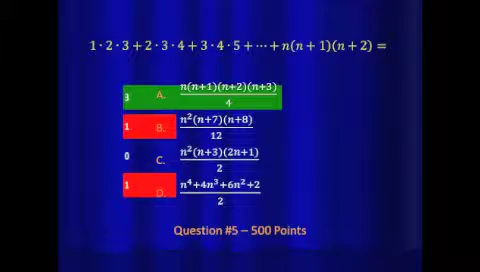 1 · 2 · 3 + 2 · 3 · 4 + 3 · 4 · 5 + ⋯ + n(n + 1)(n + 2) =
3 A. n(n+1)(n+2)(n+3)
4
1 B. n²(n+7)(n+8)
12
0 C. n²(n+3)(2n+1)
2
1 D. n⁴+4n³+6n²+2
2
Question #5 – 500 Points